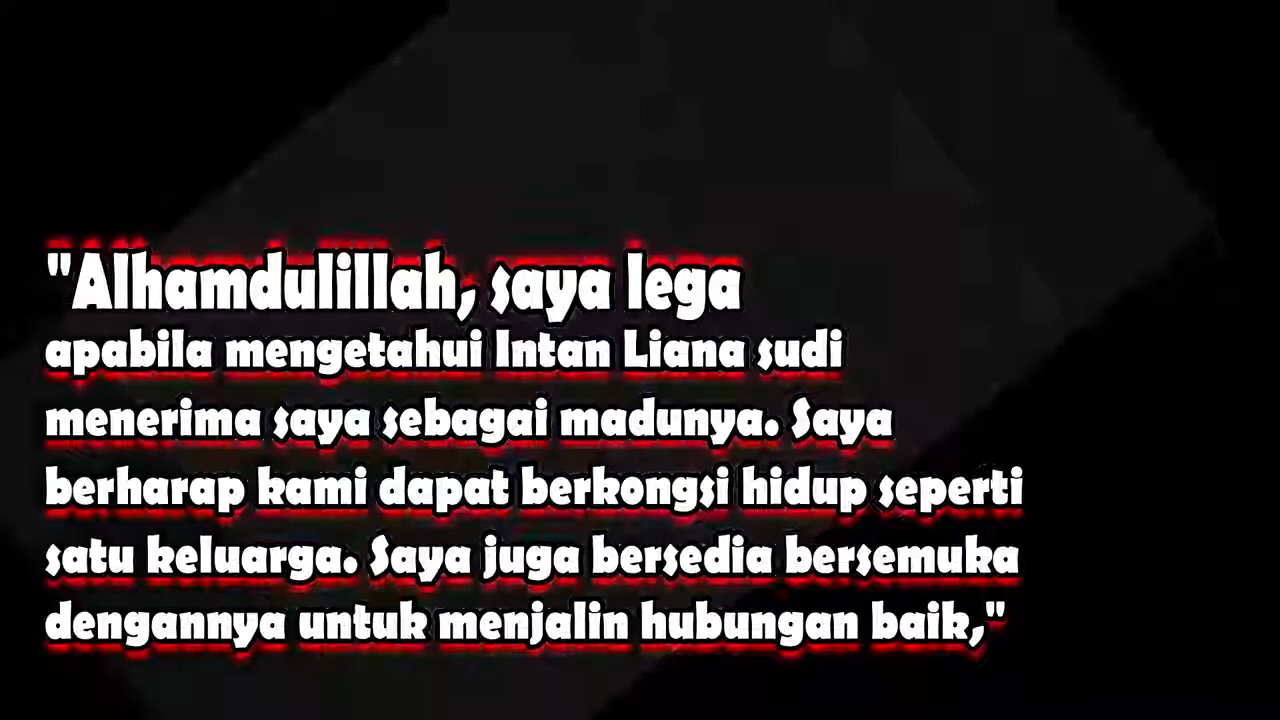 "Alhamdulillah, saya lega
apabila mengetahui Intan Liana sudi
menerima saya sebagai madunya. Saya
berharap kami dapat berkongsi hidup seperti
satu keluarga. Saya juga bersedia bersemuka
dengannya untuk menjalin hubungan baik,"